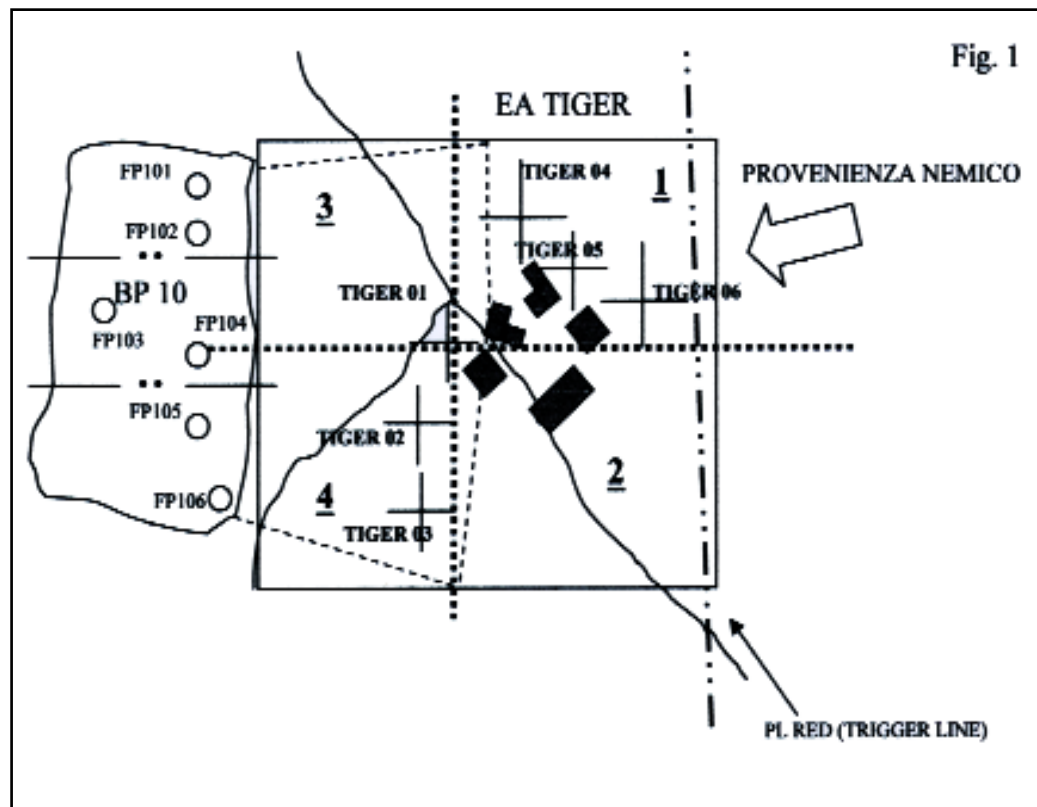 Fig. 1
EA TIGER
FP101
TIGER 04
1
PROVENIENZA NEMICO
3
FP102
TIGER 05
BP 10
TIGER 01
TIGER 06
FP104
FP103
FP105
TIGER 02
2
4
FP106
TIGER 03
PL RED (TRIGGER LINE)